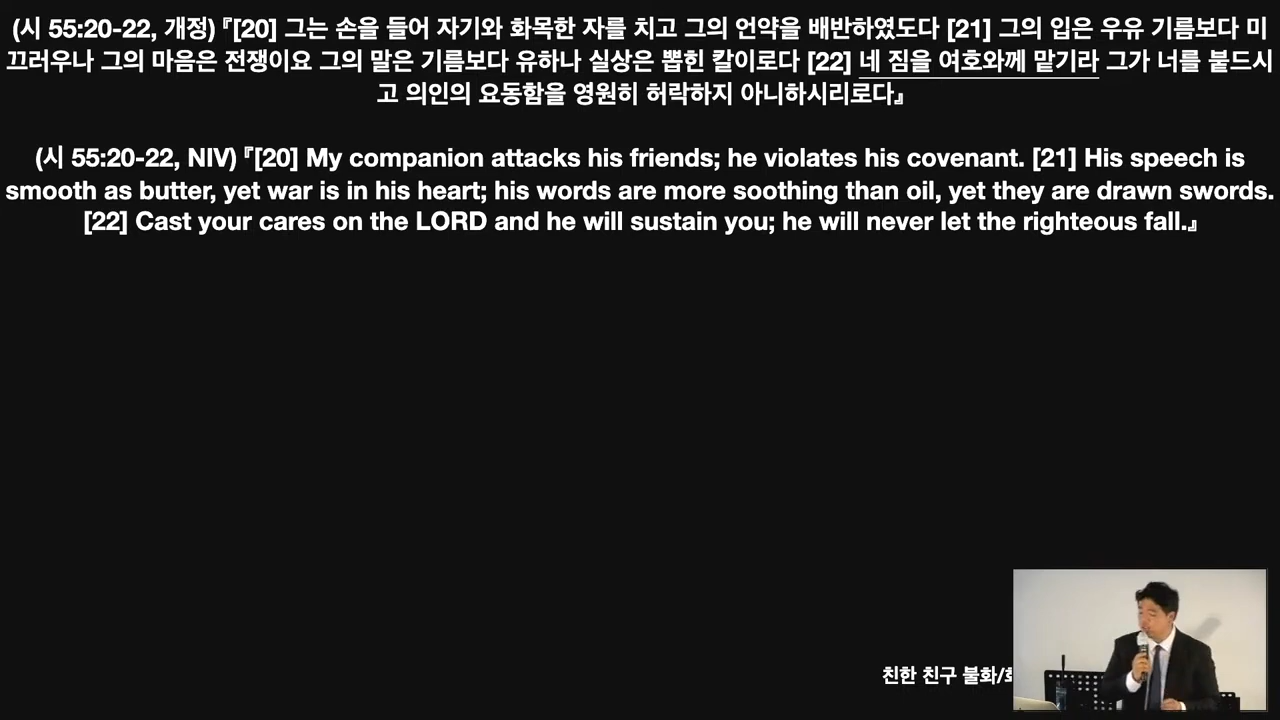 (시 55:20-22, 개정)『[20] 그는 손을 들어 자기와 화목한 자를 치고 그의 언약을 배반하였도다 [21] 그의 입은 우유 기름보다 미
끄러우나 그의 마음은 전쟁이요 그의 말은 기름보다 유하나 실상은 뽑힌 칼이로다 [22] 네 짐을 여호와께 맡기라 그가 너를 붙드시
고 의인의 요동함을 영원히 허락하지 아니하시리로다』
(시 55:20-22, NIV)『[20] My companion attacks his friends; he violates his covenant. [21] His speech is
smooth as butter, yet war is in his heart; his words are more soothing than oil, yet they are drawn swords.
[22] Cast your cares on the LORD and he will sustain you; he will never let the righteous fall.』
친한 친구 불화/